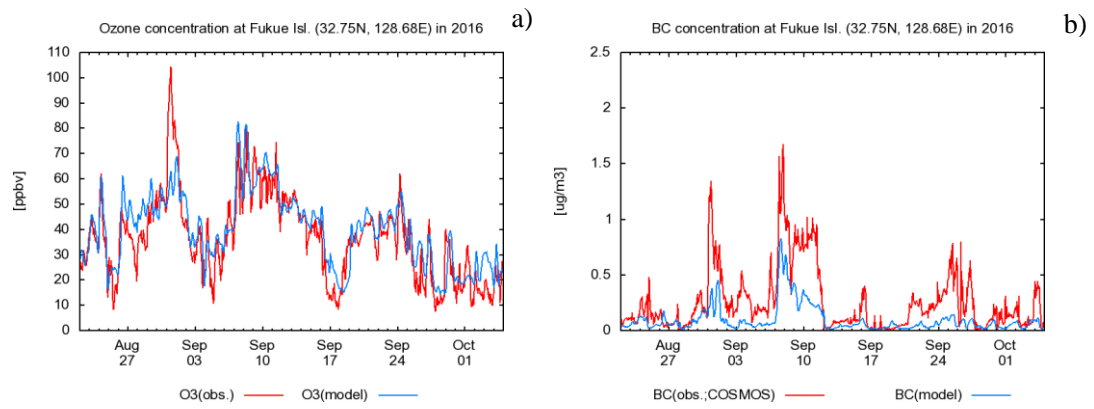 Ozone concentration at Fukue Isl. (32.75N, 128.68E) in 2016
a)
110
100
90
80
70
60
50
40
30
20
10
0
[ppbv]
Aug 27
Sep 03
Sep 10
Sep 17
Sep 24
Oct 01
O3(obs.)
O3(model)
BC concentration at Fukue Isl. (32.75N, 128.68E) in 2016
b)
2.5
2
1.5
1
0.5
0
[ug/m3]
Aug 27
Sep 03
Sep 10
Sep 17
Sep 24
Oct 01
BC(obs.;COSMOS)
BC(model)